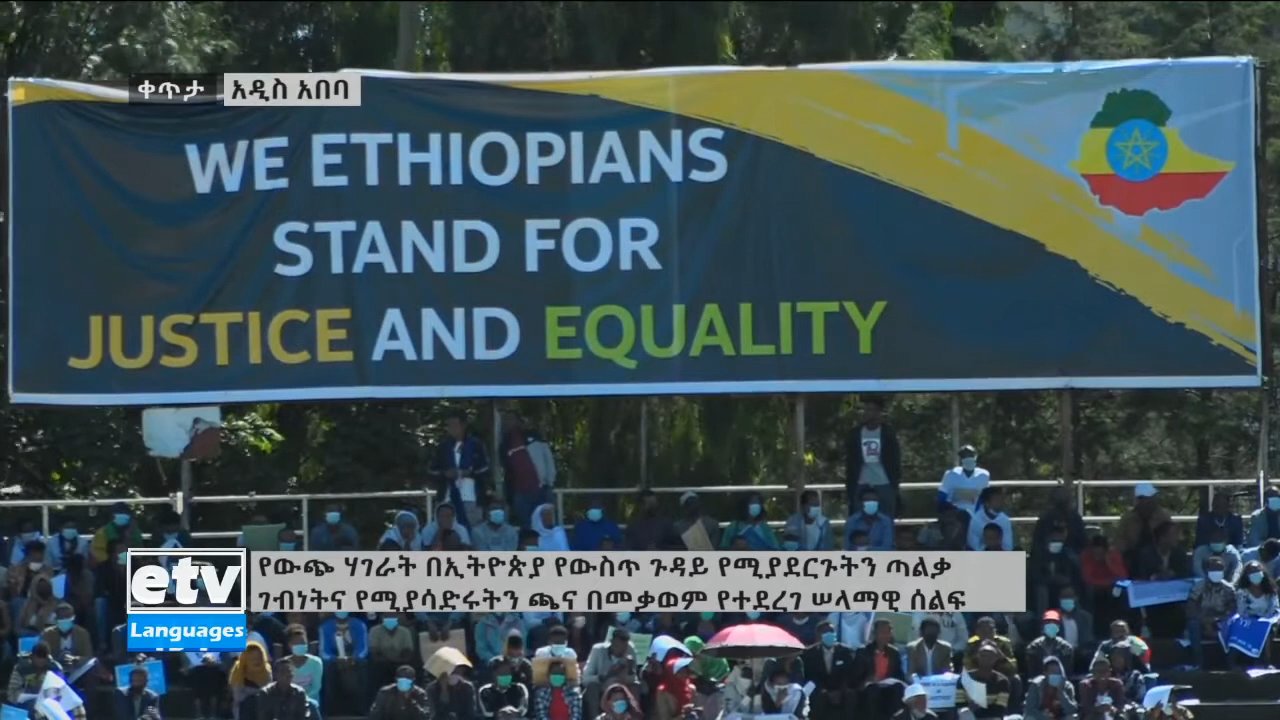 ቀጥታ አዲስ አበባ
WE ETHIOPIANS
STAND FOR
JUSTICE AND EQUALITY
etv
Languages
የውጭ ሃገራት በኢትዮጵያ የውስጥ ጉዳይ የሚያደርጉትን ጣልቃ
ገብነትና የሚያሳድሩትን ጫና በመቃወም የተደረገ ሠላማዊ ሰልፍ